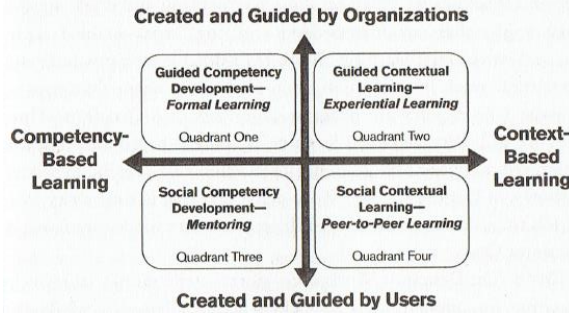 Created and Guided by Organizations
Guided Competency
Development—
Formal Learning
Quadrant One
Guided Contextual
Learning—
Experiential Learning
Quadrant Two
Competency-
Based
Learning
Context-
Based
Learning
Social Competency
Development—
Mentoring
Quadrant Three
Social Contextual
Learning—
Peer-to-Peer Learning
Quadrant Four
Created and Guided by Users